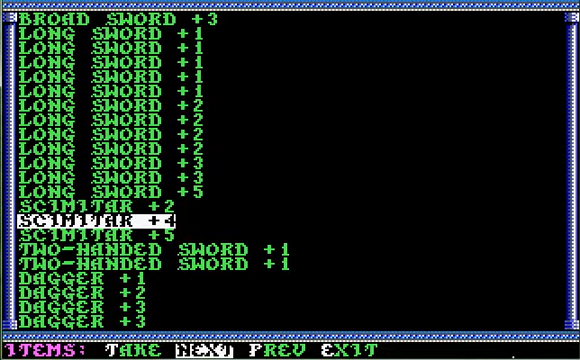 BROAD SWORD +3
LONG SWORD +1
LONG SWORD +1
LONG SWORD +1
LONG SWORD +1
LONG SWORD +1
LONG SWORD +2
LONG SWORD +2
LONG SWORD +2
LONG SWORD +2
LONG SWORD +3
LONG SWORD +3
LONG SWORD +5
SCIMITAR +2
SCIMITAR +4
SCIMITAR +5
TWO-HANDED SWORD +1
TWO-HANDED SWORD +1
DAGGER +1
DAGGER +2
DAGGER +3
DAGGER +3
ITEMS: TAKE NEXT PREV EXIT